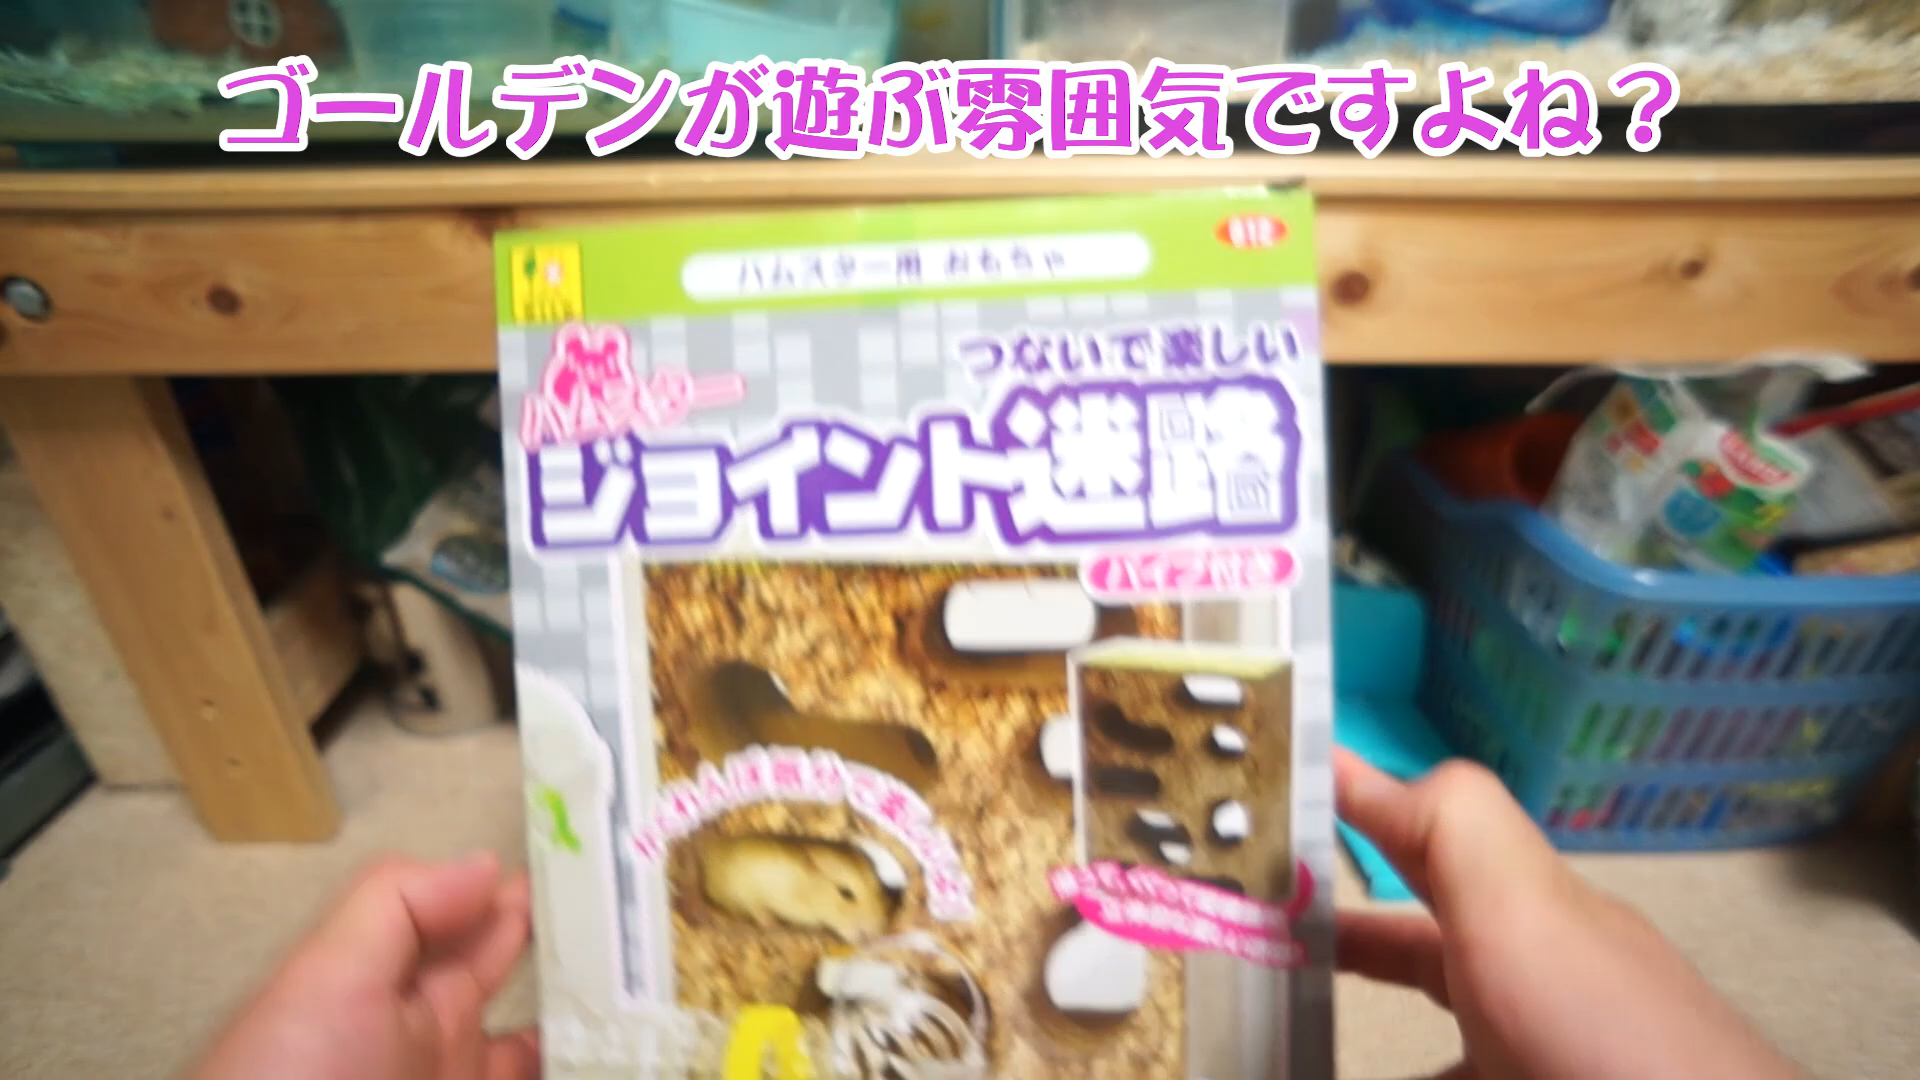 ゴールデンが遊ぶ雰囲気ですよね？
ハムスター用 おもちゃ
812
つないで楽しい
ハムスター
ジョイント迷路
パイプ付き